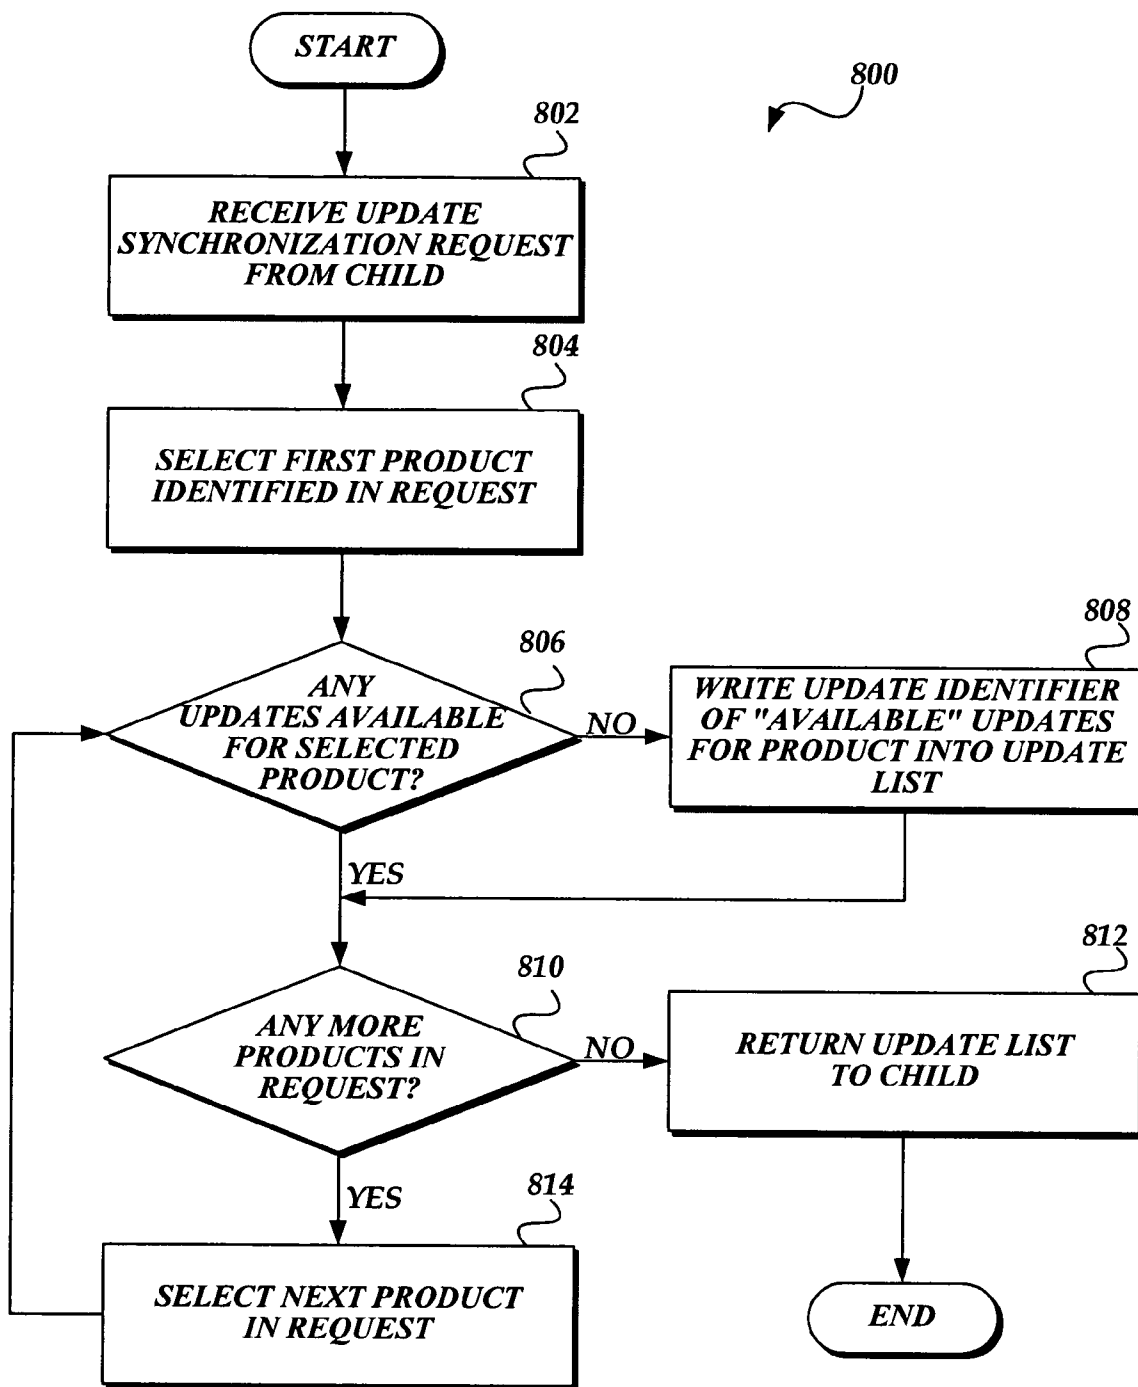 START
800
802
RECEIVE UPDATE
SYNCHRONIZATION REQUEST
FROM CHILD
804
SELECT FIRST PRODUCT
IDENTIFIED IN REQUEST
806
ANY
UPDATES AVAILABLE
FOR SELECTED
PRODUCT?
NO
808
WRITE UPDATE IDENTIFIER
OF "AVAILABLE" UPDATES
FOR PRODUCT INTO UPDATE
LIST
YES
810
ANY MORE
PRODUCTS IN
REQUEST?
NO
812
RETURN UPDATE LIST
TO CHILD
YES
814
SELECT NEXT PRODUCT
IN REQUEST
END